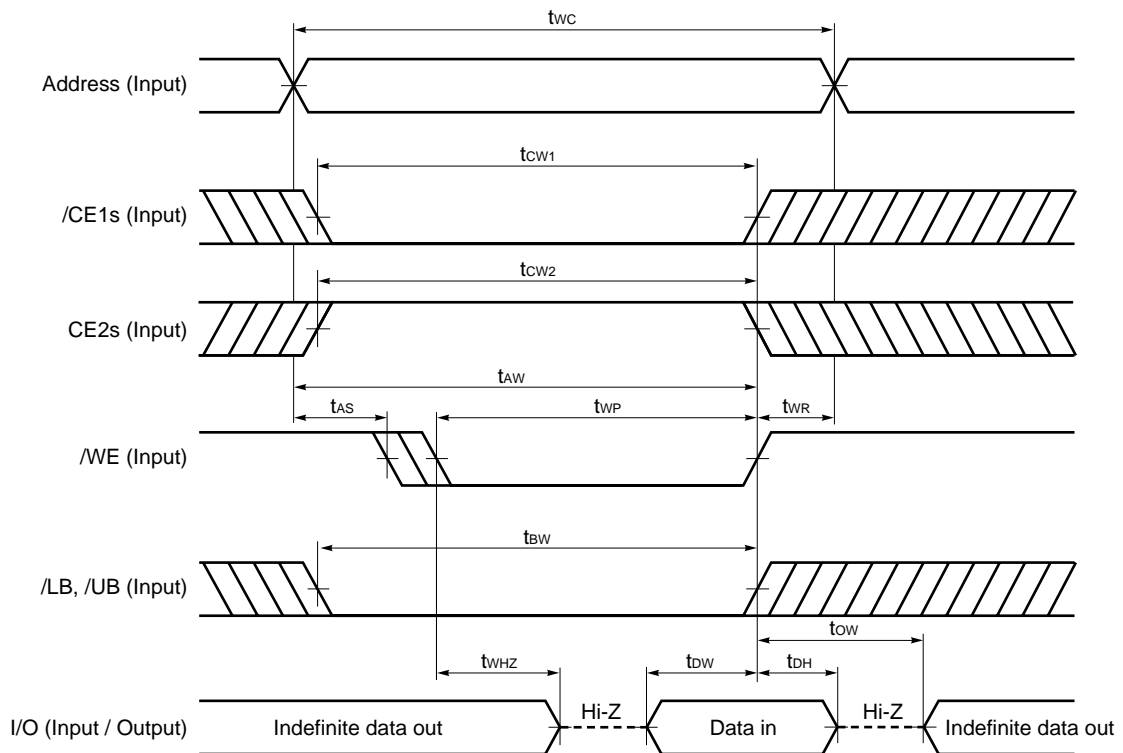 tWC
Address (Input)
tCW1
/CE1s (Input)
tCW2
CE2s (Input)
tAW
tAS
tWP
tWR
/WE (Input)
tBW
/LB, /UB (Input)
tOW
tWHZ
tDW
tDH
I/O (Input / Output)
Indefinite data out
Hi-Z
Data in
Hi-Z
Indefinite data out